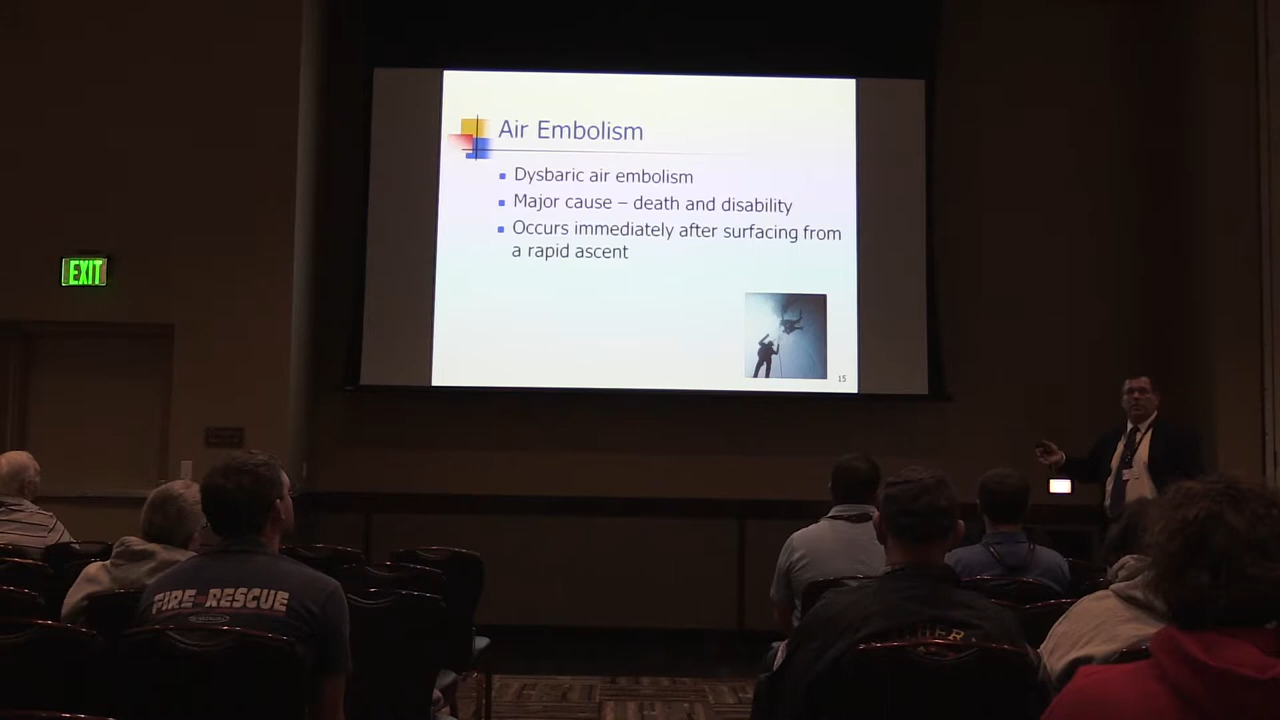 Air Embolism
Dysbaric air embolism
Major cause – death and disability
Occurs immediately after surfacing from
a rapid ascent
15
EXIT
FIRE RESCUE